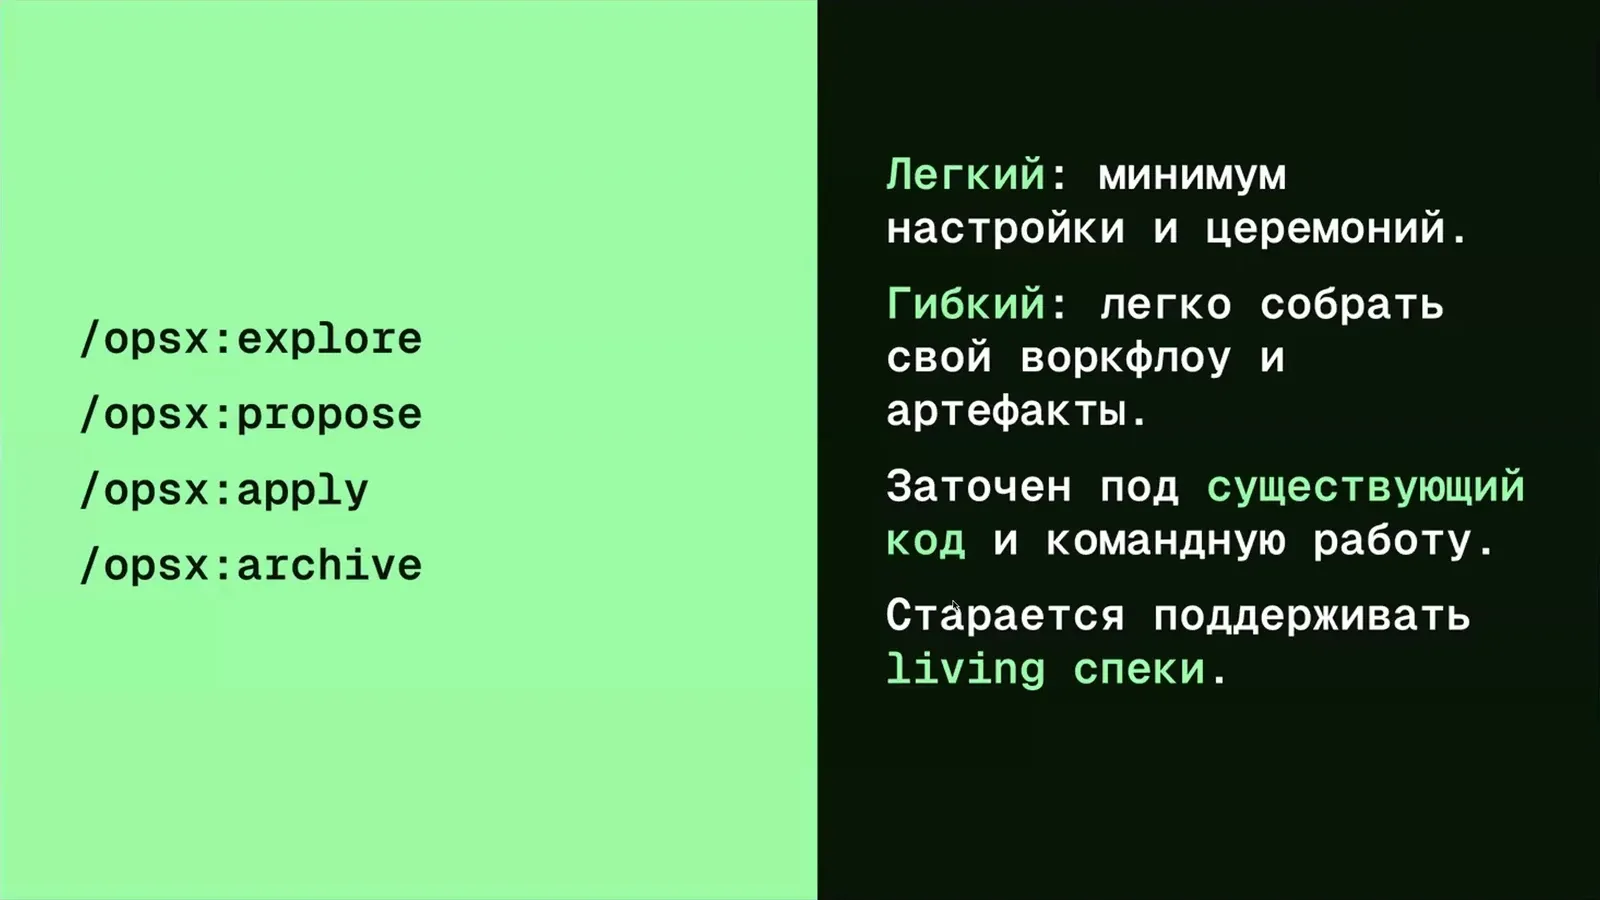 /opsx:explore
/opsx:propose
/opsx:apply
/opsx:archive
Легкий: минимум
настройки и церемоний.
Гибкий: легко собрать
свой воркфлоу и
артефакты.
Заточен под существующий
код и командную работу.
Старается поддерживать
living спеки.